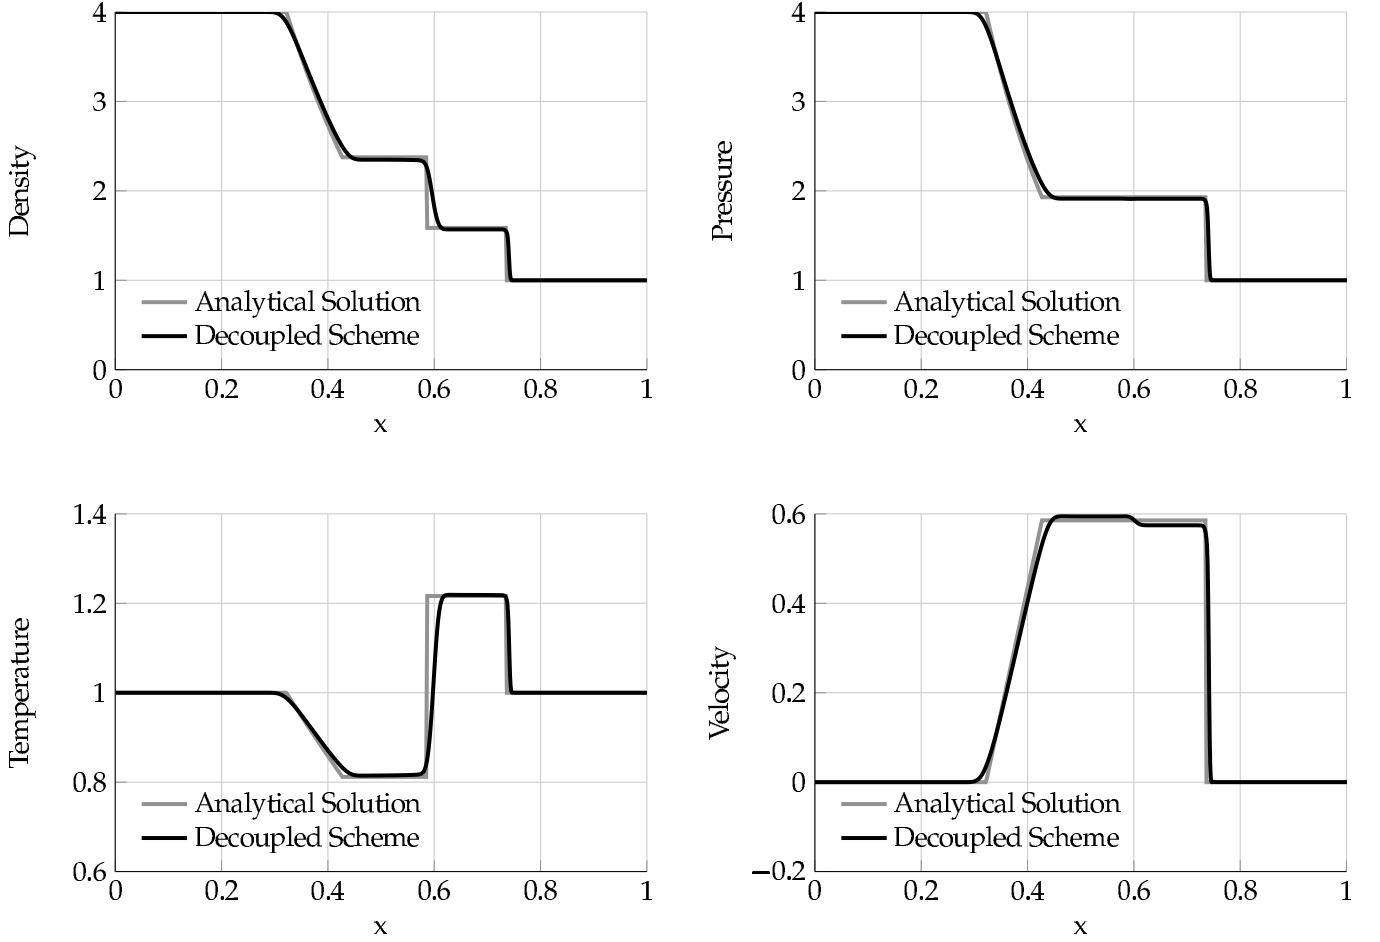 4
3
2
1
0
Density
Analytical Solution
Decoupled Scheme
0 0.2 0.4 0.6 0.8 1
x
4
3
2
1
0
Pressure
Analytical Solution
Decoupled Scheme
0 0.2 0.4 0.6 0.8 1
x
1.4
1.2
1
0.8
0.6
Temperature
Analytical Solution
Decoupled Scheme
0 0.2 0.4 0.6 0.8 1
x
0.6
0.4
0.2
0
−0.2
Velocity
Analytical Solution
Decoupled Scheme
0 0.2 0.4 0.6 0.8 1
x